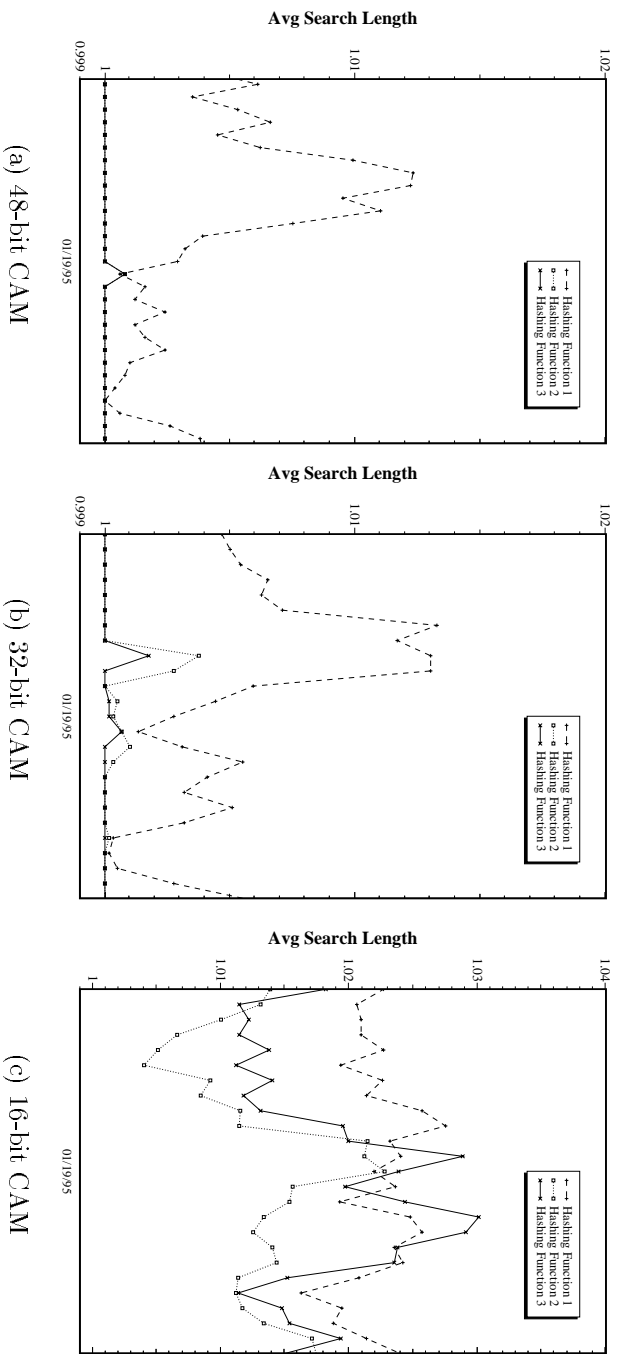 Avg Search Length
0.999
1
1.01
1.02
01/19/95
Hashing Function 1
Hashing Function 2
Hashing Function 3
(a) 48-bit CAM
Avg Search Length
0.999
1
1.01
1.02
01/19/95
Hashing Function 1
Hashing Function 2
Hashing Function 3
(b) 32-bit CAM
Avg Search Length
1
1.01
1.02
1.03
1.04
01/19/95
Hashing Function 1
Hashing Function 2
Hashing Function 3
(c) 16-bit CAM